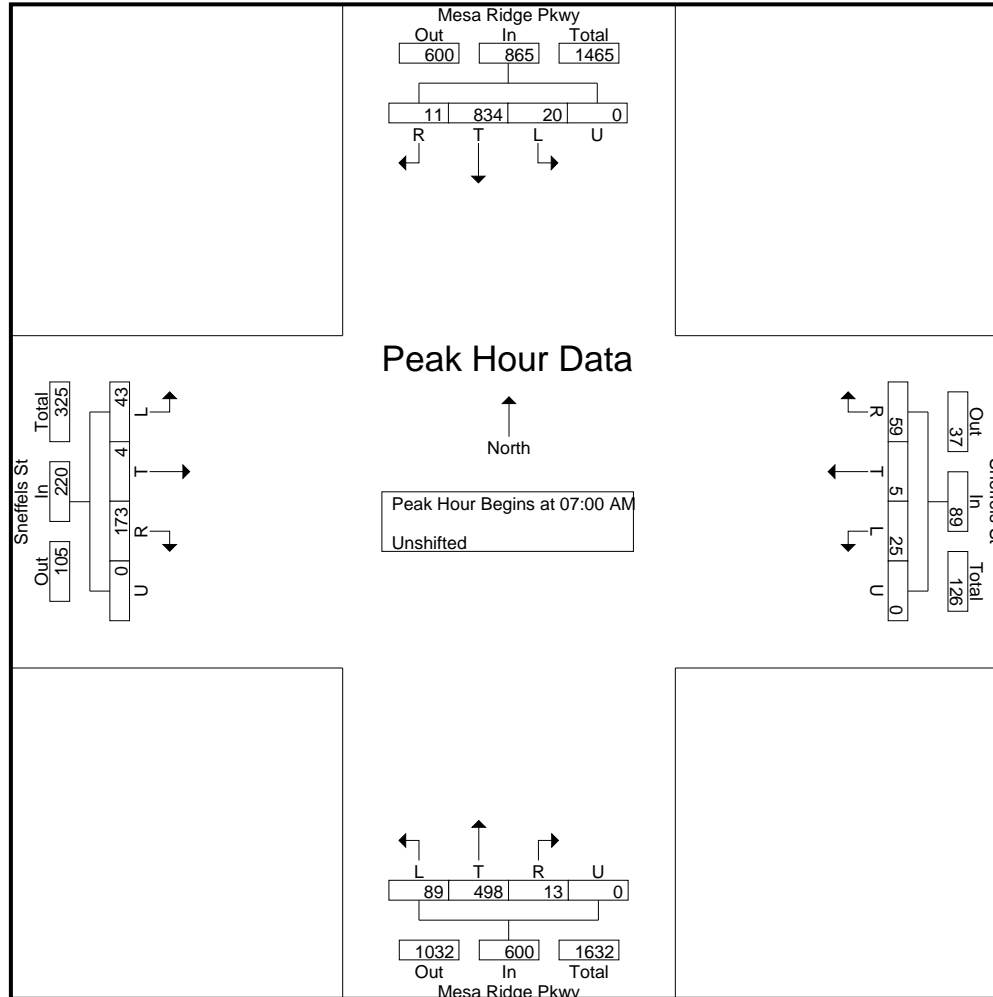 Mesa Ridge Pkwy
Out In Total
600 865 1465
11 834 20 0
R T L U
Peak Hour Data
North
Peak Hour Begins at 07:00 AM
Unshifted
Sneffels St
Total In Out
325 220 105
43 4 173 0
L T R U
R T L U
59 5 25 0
Out In Total
37 89 126
L T R U
89 498 13 0
1032 600 1632
Out In Total
Mesa Ridge Pkwy